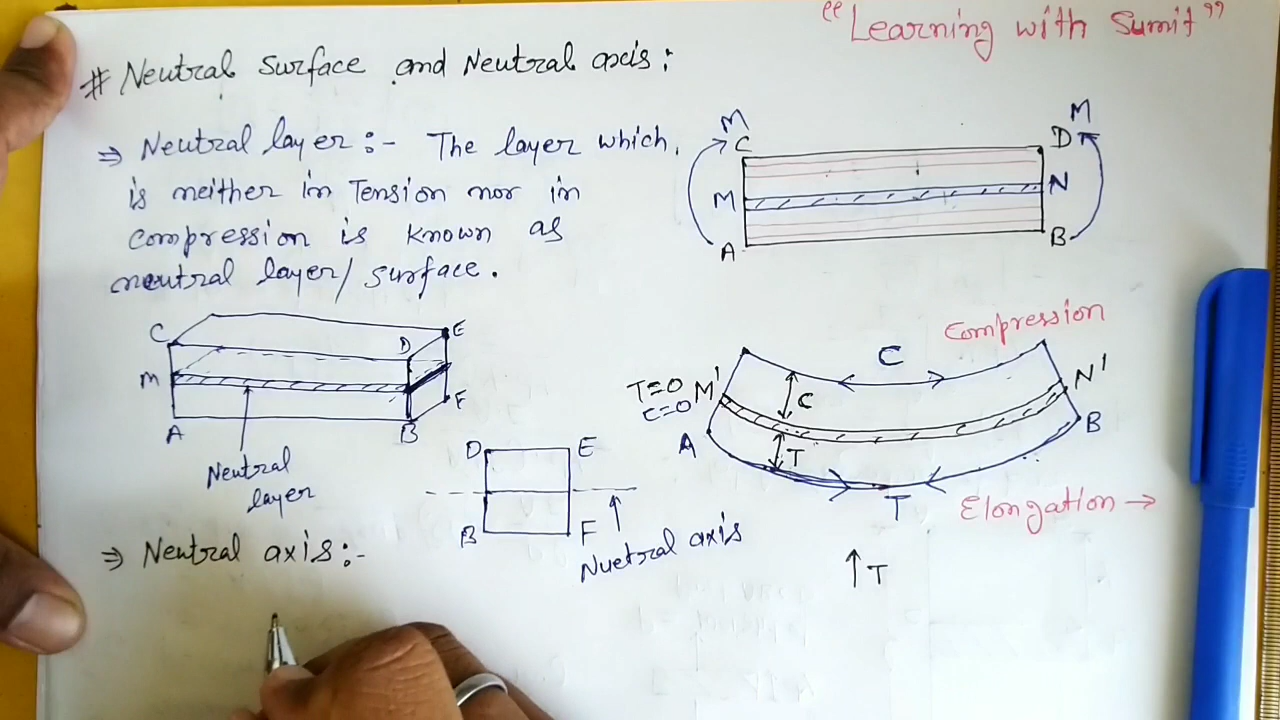 "Learning with Sumit"
# Neutral Surface and Neutral axis:
⇒ Neutral layer:- The layer which
is neither in Tension nor in
compression is known as
neutral layer/surface.
M
C
M
D
M
N
A
B
C
D
E
M
F
A
B
Neutral
layer
D
E
B
F
Nuetral axis
Compression
C
T=0
C=0
M'
N'
C
A
T
B
T
Elongation →
↑ T
⇒ Neutral axis:-